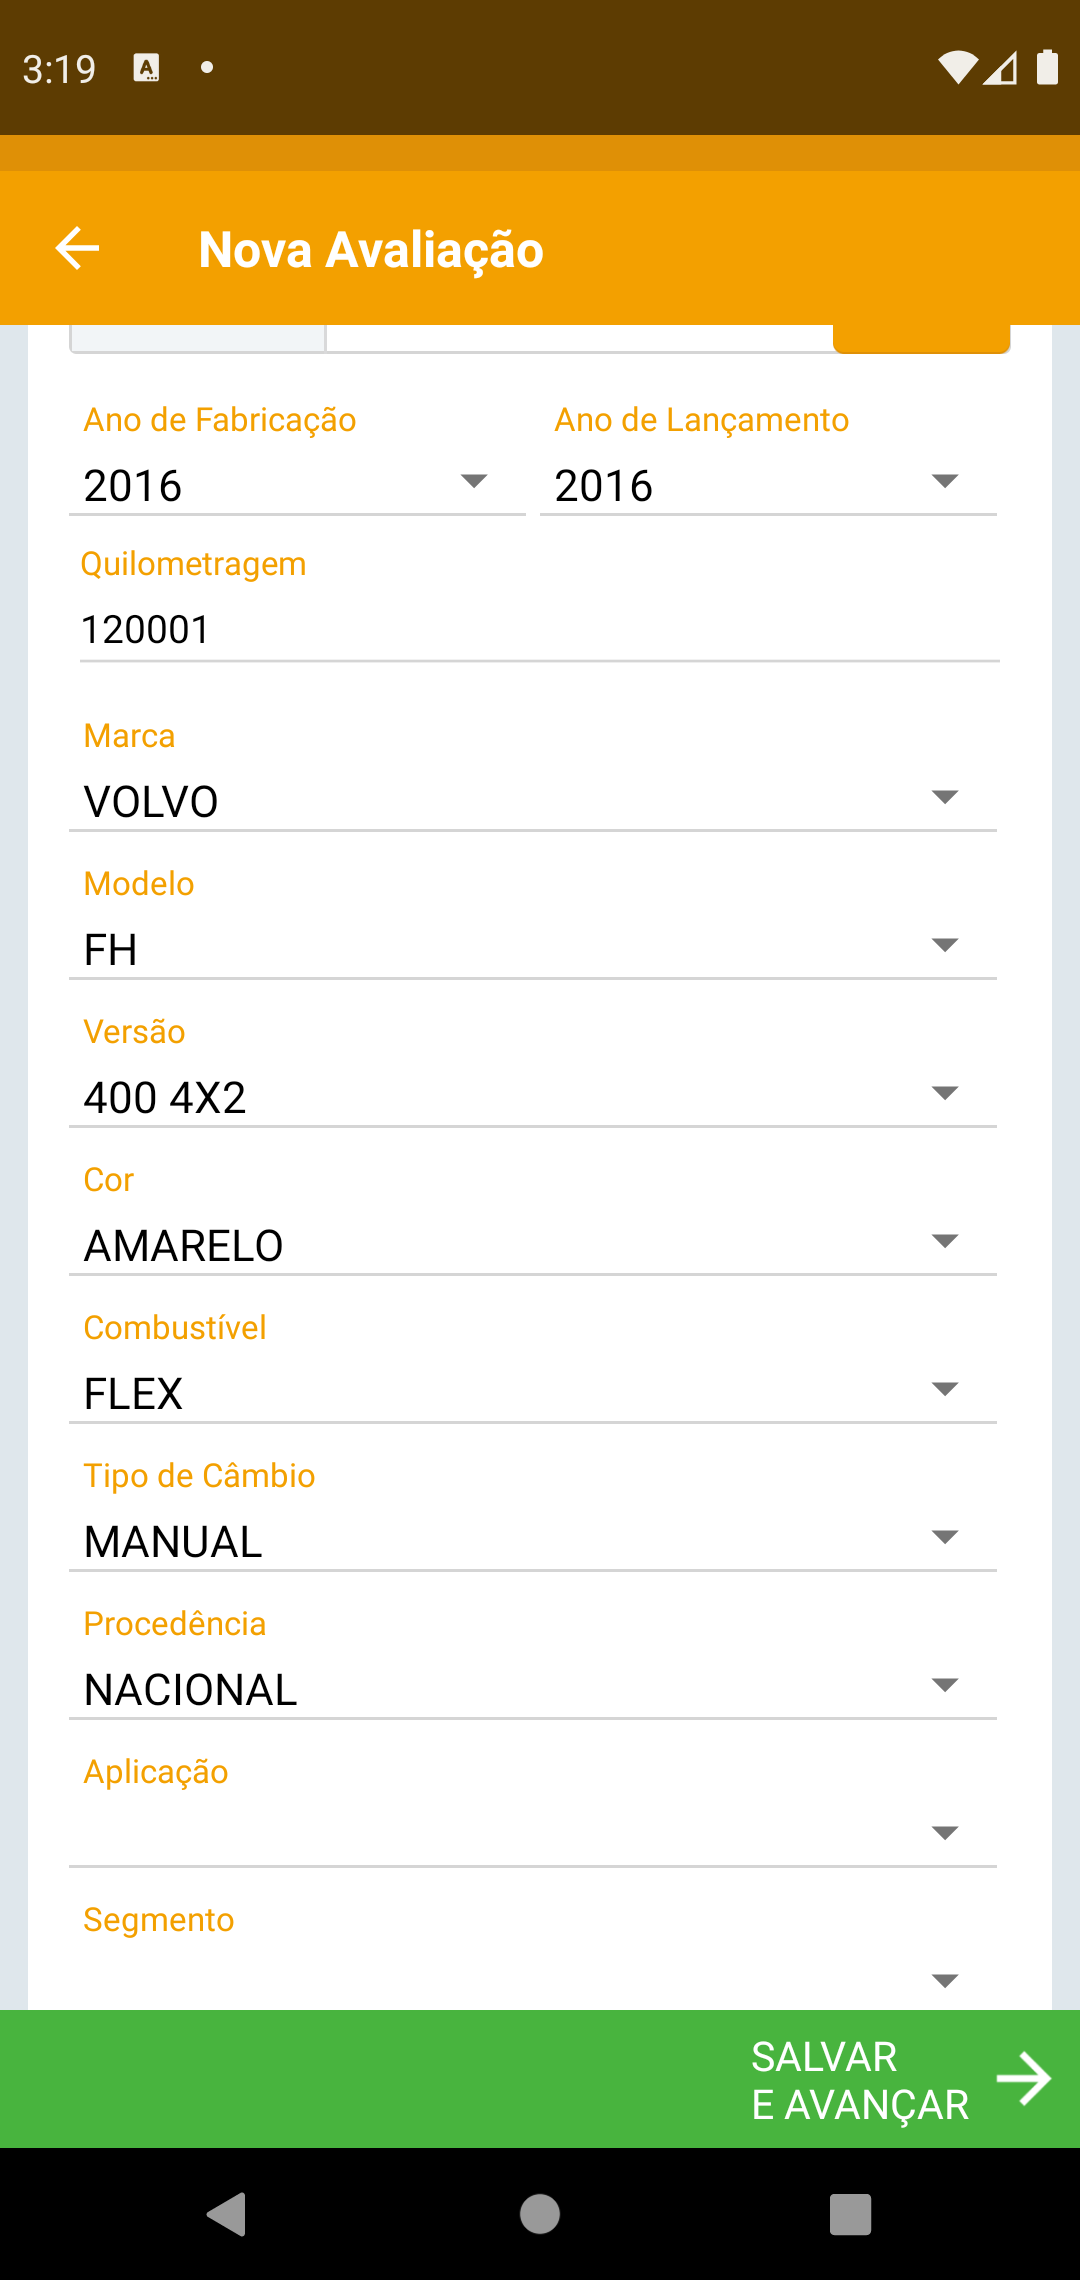 3:19
Nova Avaliação
Ano de Fabricação
Ano de Lançamento
2016
2016
Quilometragem
120001
Marca
VOLVO
Modelo
FH
Versão
400 4X2
Cor
AMARELO
Combustível
FLEX
Tipo de Câmbio
MANUAL
Procedência
NACIONAL
Aplicação
Segmento
SALVAR
E AVANÇAR